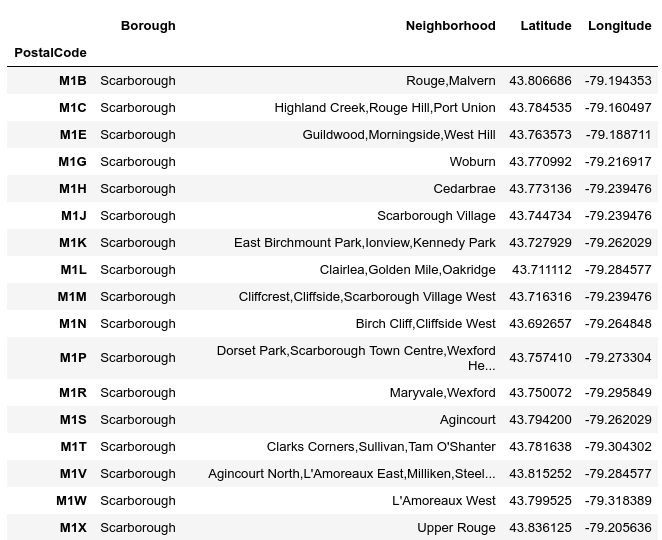 Borough Neighborhood Latitude Longitude
PostalCode
M1B Scarborough Rouge,Malvern 43.806686 -79.194353
M1C Scarborough Highland Creek,Rouge Hill,Port Union 43.784535 -79.160497
M1E Scarborough Guildwood,Morningside,West Hill 43.763573 -79.188711
M1G Scarborough Woburn 43.770992 -79.216917
M1H Scarborough Cedarbrae 43.773136 -79.239476
M1J Scarborough Scarborough Village 43.744734 -79.239476
M1K Scarborough East Birchmount Park,Ionview,Kennedy Park 43.727929 -79.262029
M1L Scarborough Clairlea,Golden Mile,Oakridge 43.711112 -79.284577
M1M Scarborough Cliffcrest,Cliffside,Scarborough Village West 43.716316 -79.239476
M1N Scarborough Birch Cliff,Cliffside West 43.692657 -79.264848
M1P Scarborough Dorset Park,Scarborough Town Centre,Wexford 43.757410 -79.273304
He...
M1R Scarborough Maryvale,Wexford 43.750072 -79.295849
M1S Scarborough Agincourt 43.794200 -79.262029
M1T Scarborough Clarks Corners,Sullivan,Tam O'Shanter 43.781638 -79.304302
M1V Scarborough Agincourt North,L'Amoreaux East,Milliken,Steel... 43.815252 -79.284577
M1W Scarborough L'Amoreaux West 43.799525 -79.318389
M1X Scarborough Upper Rouge 43.836125 -79.205636